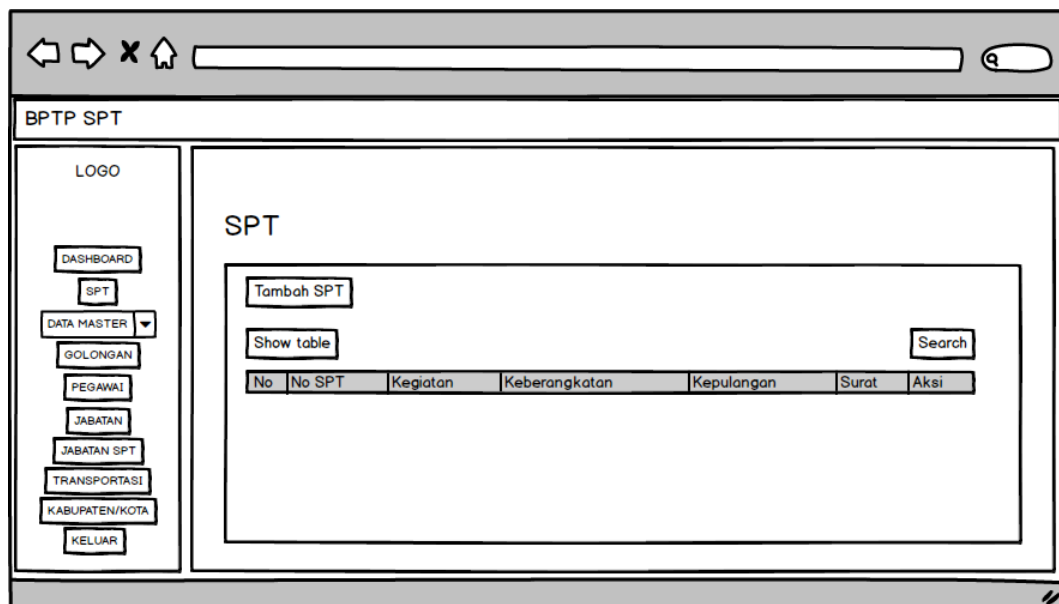 BPTP SPT
LOGO
DASHBOARD
SPT
DATA MASTER
GOLONGAN
PEGAWAI
JABATAN
JABATAN SPT
TRANSPORTASI
KABUPATEN/KOTA
KELUAR
SPT
Tambah SPT
Show table Search
No No SPT Kegiatan Keberangkatan Kepulangan Surat Aksi